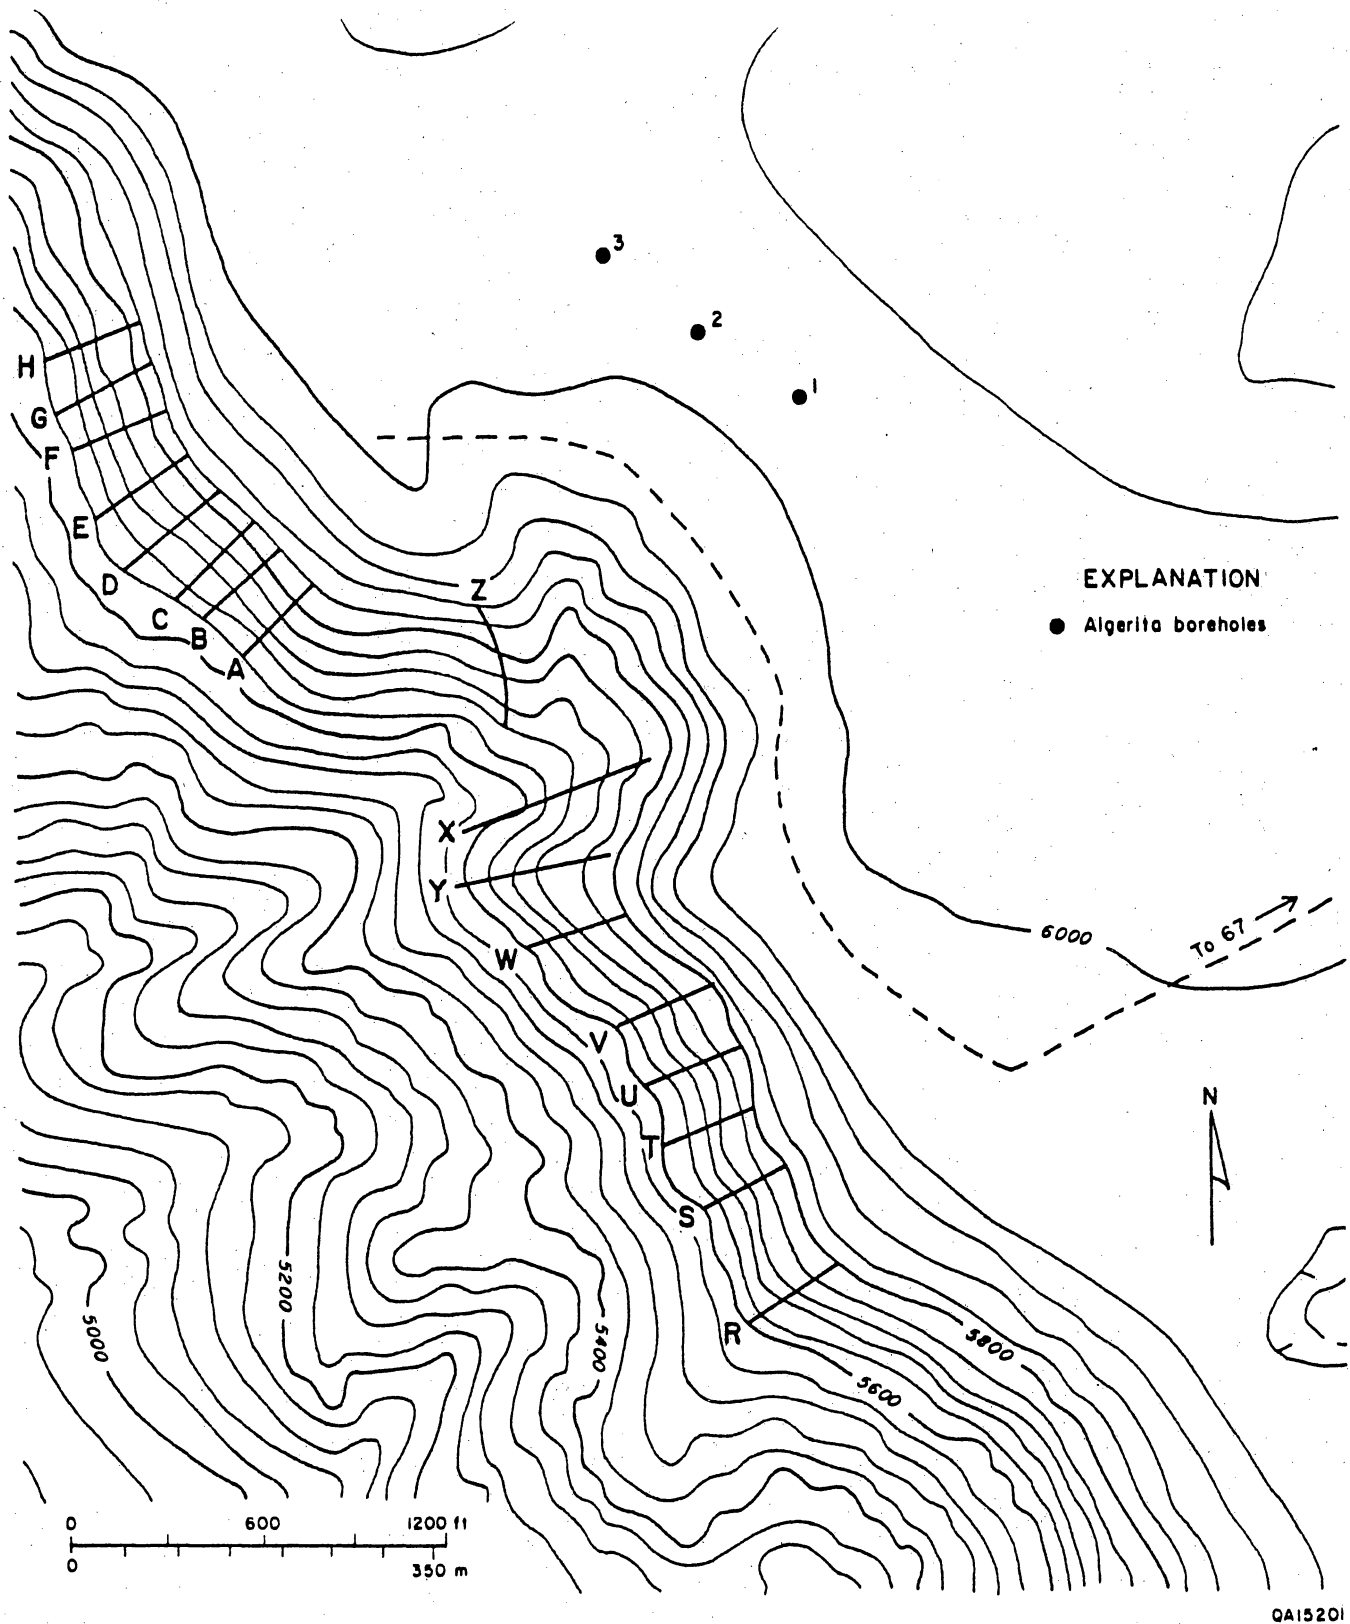 3
2
1
H
G
F
E
D
C
B
A
Z
EXPLANATION
Algerita boreholes
X
Y
W
V
U
T
S
R
6000
To 67
N
5200
5000
5400
5800
5600
0 600 1200 ft
0 350 m
QA15201